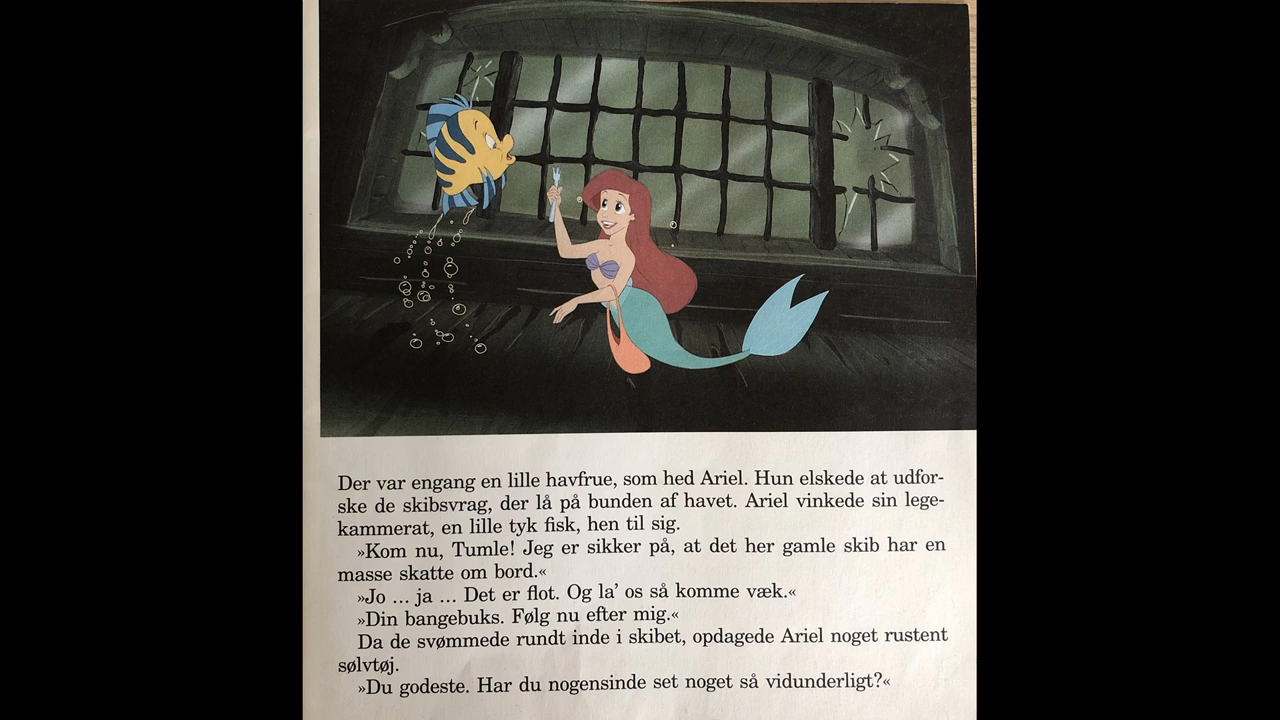 Der var engang en lille havfrue, som hed Ariel. Hun elskede at udfor-
ske de skibsvrag, der lå på bunden af havet. Ariel vinkede sin lege-
kammerat, en lille tyk fisk, hen til sig.
»Kom nu, Tumle! Jeg er sikker på, at det her gamle skib har en
masse skatte om bord.«
»Jo ... ja ... Det er flot. Og la’ os så komme væk.«
»Din bangebuks. Følg nu efter mig.«
Da de svømmede rundt inde i skibet, opdagede Ariel noget rustent
sølvtøj.
»Du godeste. Har du nogensinde set noget så vidunderligt?«